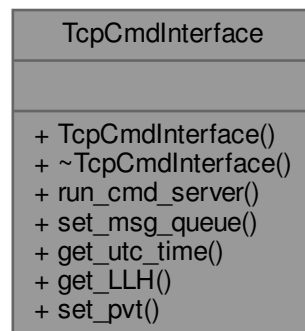 TcpCmdInterface
+ TcpCmdInterface()
+ ~TcpCmdInterface()
+ run_cmd_server()
+ set_msg_queue()
+ get_utc_time()
+ get_LLH()
+ set_pvt()